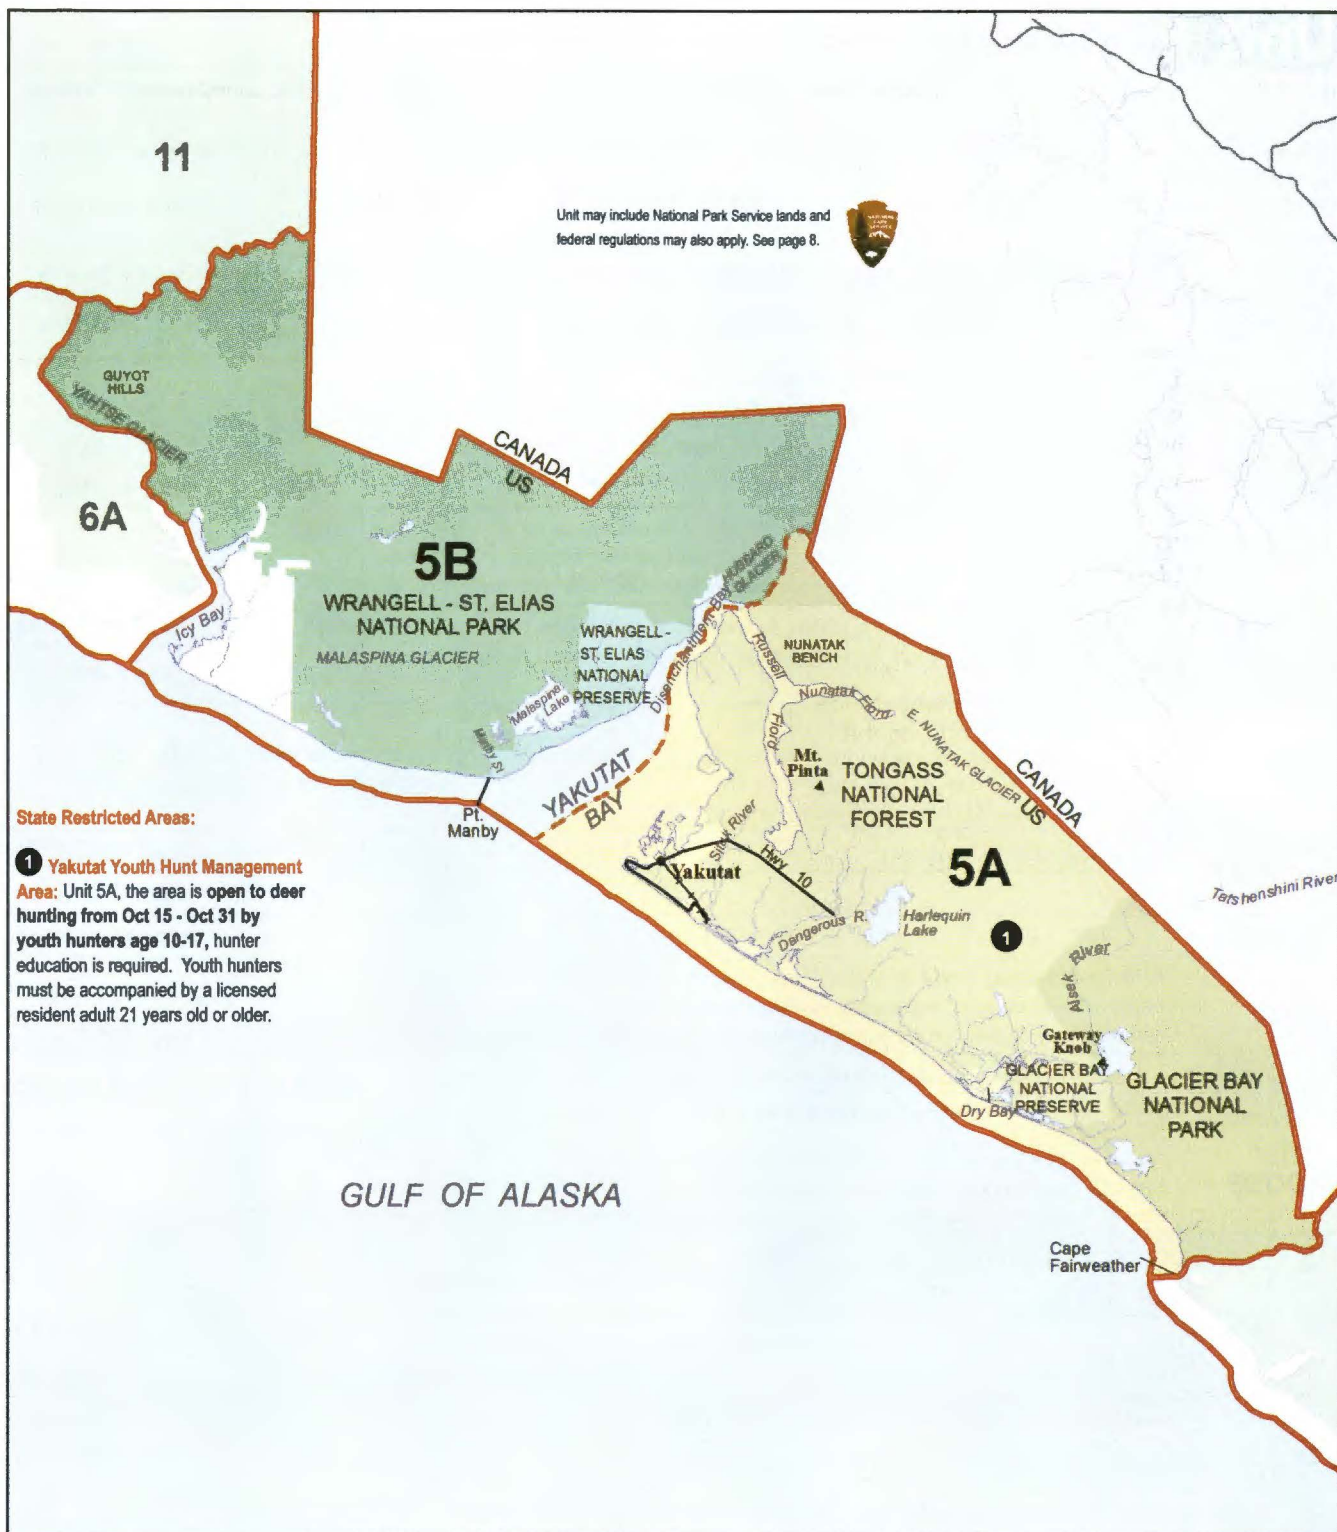 11
Unit may include National Park Service lands and
federal regulations may also apply. See page 8.
GUYOT
HILLS
YAHTSE GLACIER
CANADA
US
6A
5B
WRANGELL - ST. ELIAS
NATIONAL PARK
MALASPINA GLACIER
Icy Bay
WRANGELL -
ST. ELIAS
NATIONAL
PRESERVE
Malaspina
Lake
Manby St
Disenchantment Bay
HUBBARD
GLACIER
Russell
Fiord
NUNATAK
BENCH
Nunatak Fiord
E. NUNATAK GLACIER
CANADA
US
Mt.
Pinta
TONGASS
NATIONAL
FOREST
YAKUTAT
BAY
Pt.
Manby
Situk River
Hwy 10
Yakutat
5A
1
Dangerous R.
Harlequin
Lake
Tatshenshini River
Alsek River
State Restricted Areas:
1 Yakutat Youth Hunt Management
Area: Unit 5A, the area is open to deer
hunting from Oct 15 - Oct 31 by
youth hunters age 10-17, hunter
education is required. Youth hunters
must be accompanied by a licensed
resident adult 21 years old or older.
Gateway
Knob
GLACIER BAY
NATIONAL
PRESERVE
Dry Bay
GLACIER BAY
NATIONAL
PARK
GULF OF ALASKA
Cape
Fairweather